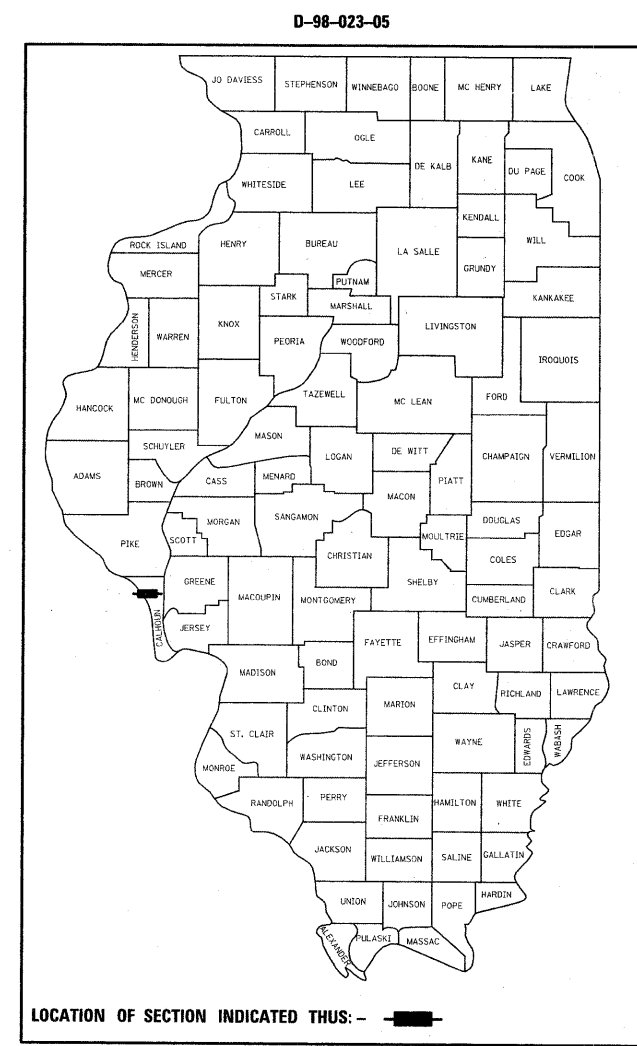 D-98-023-05
JO DAVIESS STEPHENSON WINNEBAGO BOONE MC HENRY LAKE
CARROLL OGLE
DE KALB KANE DU PAGE COOK
WHITESIDE LEE
KENDALL
ROCK ISLAND HENRY BUREAU LA SALLE WILL
GRUNDY
MERCER
PUTNAM
STARK
MARSHALL KANKAKEE
HENDERSON WARREN KNOX PEORIA WOODFORD LIVINGSTON
IROQUOIS
HANCOCK MC DONOUGH FULTON TAZEWELL MC LEAN FORD
MASON
SCHUYLER
LOGAN DE WITT CHAMPAIGN VERMILION
ADAMS BROWN CASS MENARD PIATT
MACON
MORGAN SANGAMON
DOUGLAS
PIKE SCOTT MOULTRIE EDGAR
CHRISTIAN
COLES
GREENE SHELBY
MACOUPIN MONTGOMERY CUMBERLAND CLARK
CALHOUN JERSEY
FAYETTE EFFINGHAM JASPER CRAWFORD
MADISON BOND
CLAY RICHLAND LAWRENCE
CLINTON MARION
ST. CLAIR
WAYNE EDWARDS WABASH
WASHINGTON JEFFERSON
MONROE
RANDOLPH PERRY HAMILTON WHITE
FRANKLIN
JACKSON
WILLIAMSON SALINE GALLATIN
UNION JOHNSON POPE HARDIN
ALEXANDER PULASKI MASSAC
LOCATION OF SECTION INDICATED THUS: -